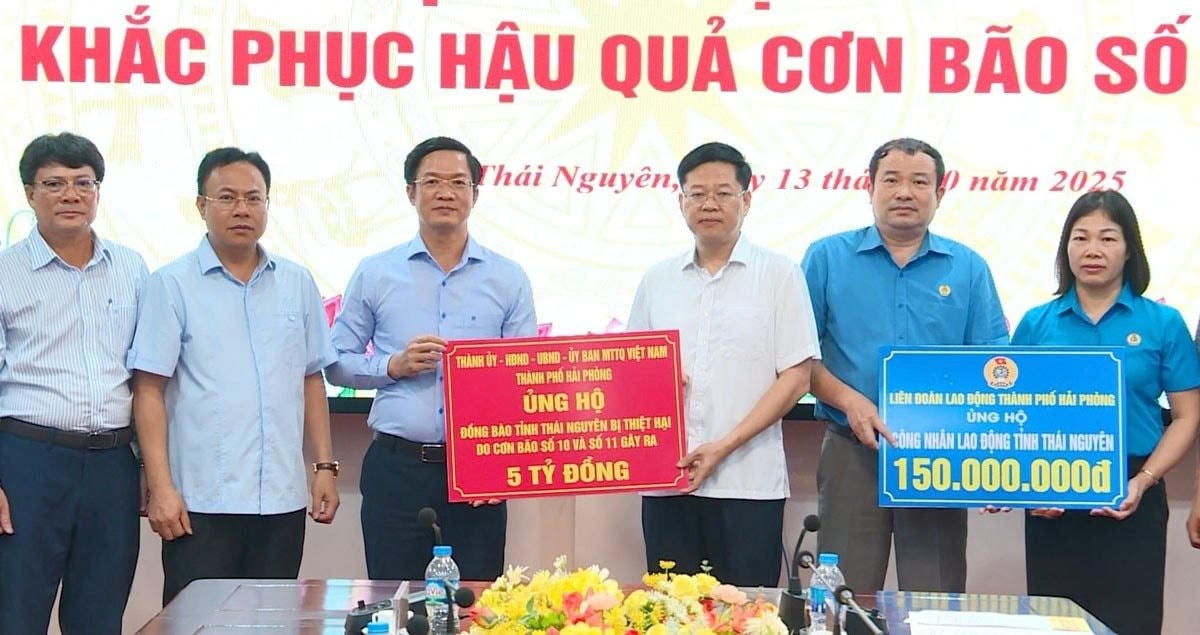 KHẮC PHỤC HẬU QUẢ CƠN BÃO SỐ
Thái Nguyên, 13 năm 2025
THÀNH ỦY - HĐND - UBND - ỦY BAN MTTQ VIỆT NAM
THÀNH PHỐ HẢI PHÒNG
ỦNG HỘ
ĐỒNG BÀO TỈNH THÁI NGUYÊN BỊ THIỆT HẠI
DO CƠN BÃO SỐ 10 VÀ SỐ 11 GÂY RA
5 TỶ ĐỒNG
LIÊN ĐOÀN LAO ĐỘNG THÀNH PHỐ HẢI PHÒNG
ỦNG HỘ
CÔNG NHÂN LAO ĐỘNG TỈNH THÁI NGUYÊN
150.000.000đ